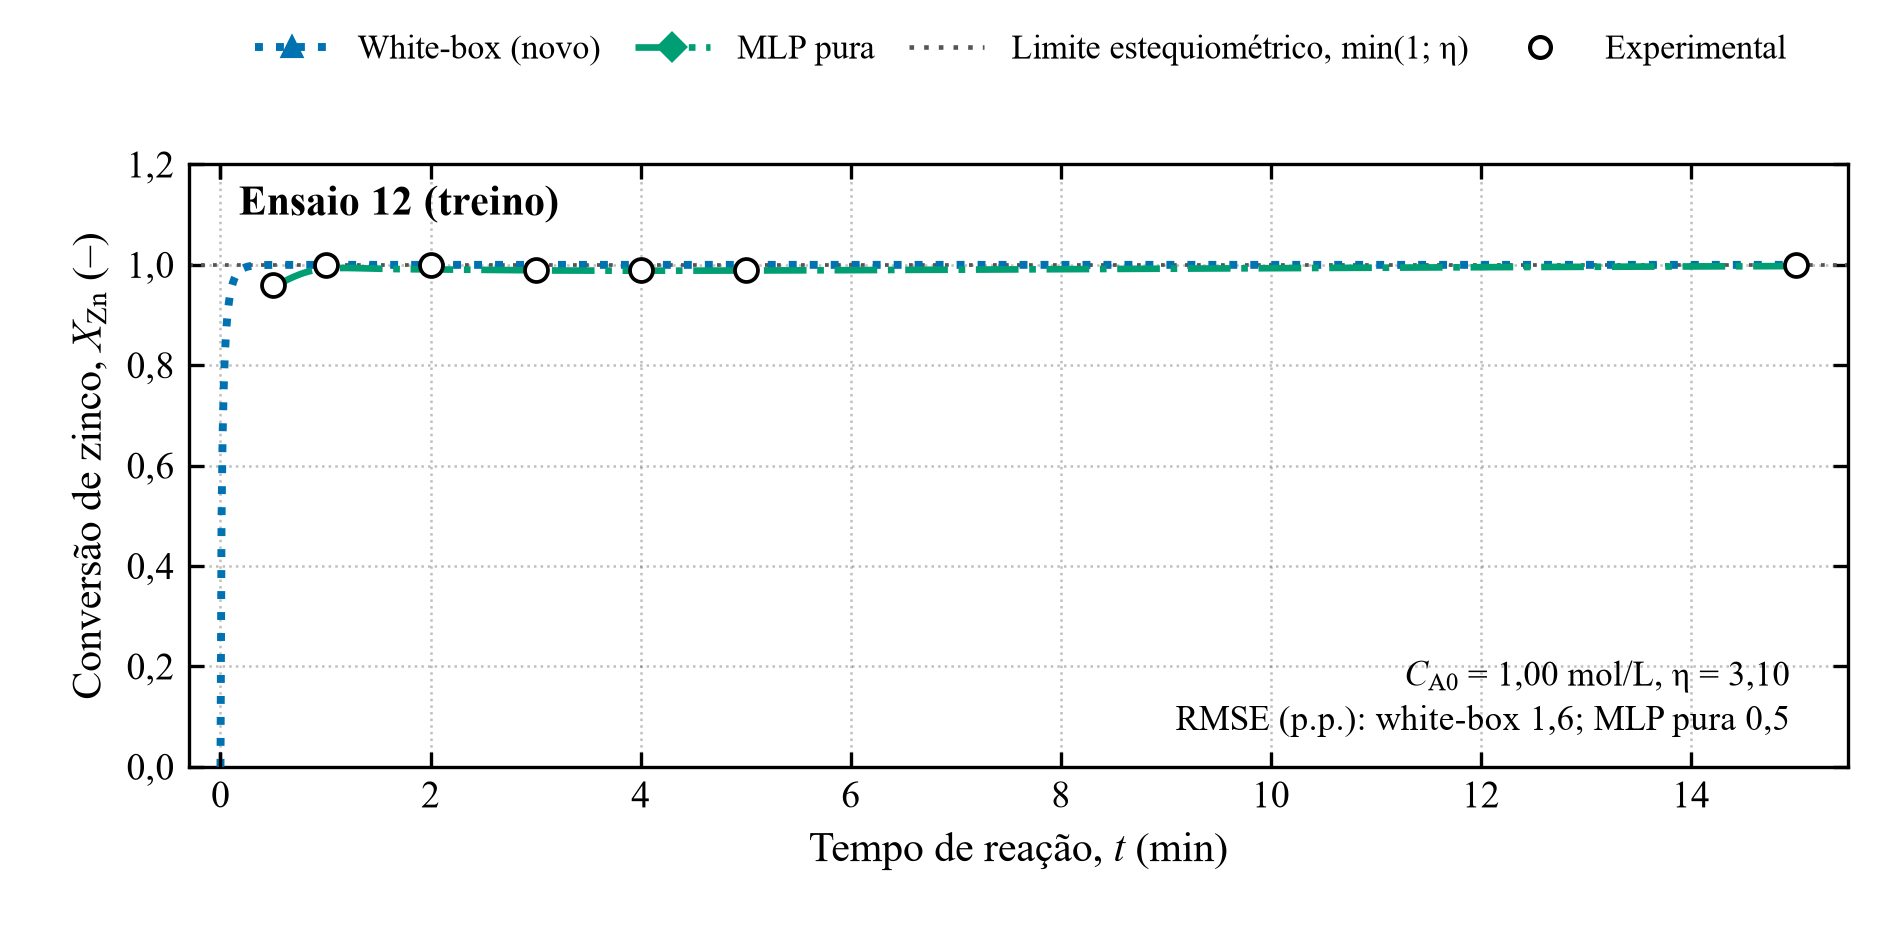 White-box (novo) MLP pura Limite estequiométrico, min(1; η) Experimental
Ensaio 12 (treino)
Conversão de zinco, X_Zn (−)
1,2
1,0
0,8
0,6
0,4
0,2
0,0
C_A0 = 1,00 mol/L, η = 3,10
RMSE (p.p.): white-box 1,6; MLP pura 0,5
0 2 4 6 8 10 12 14
Tempo de reação, t (min)